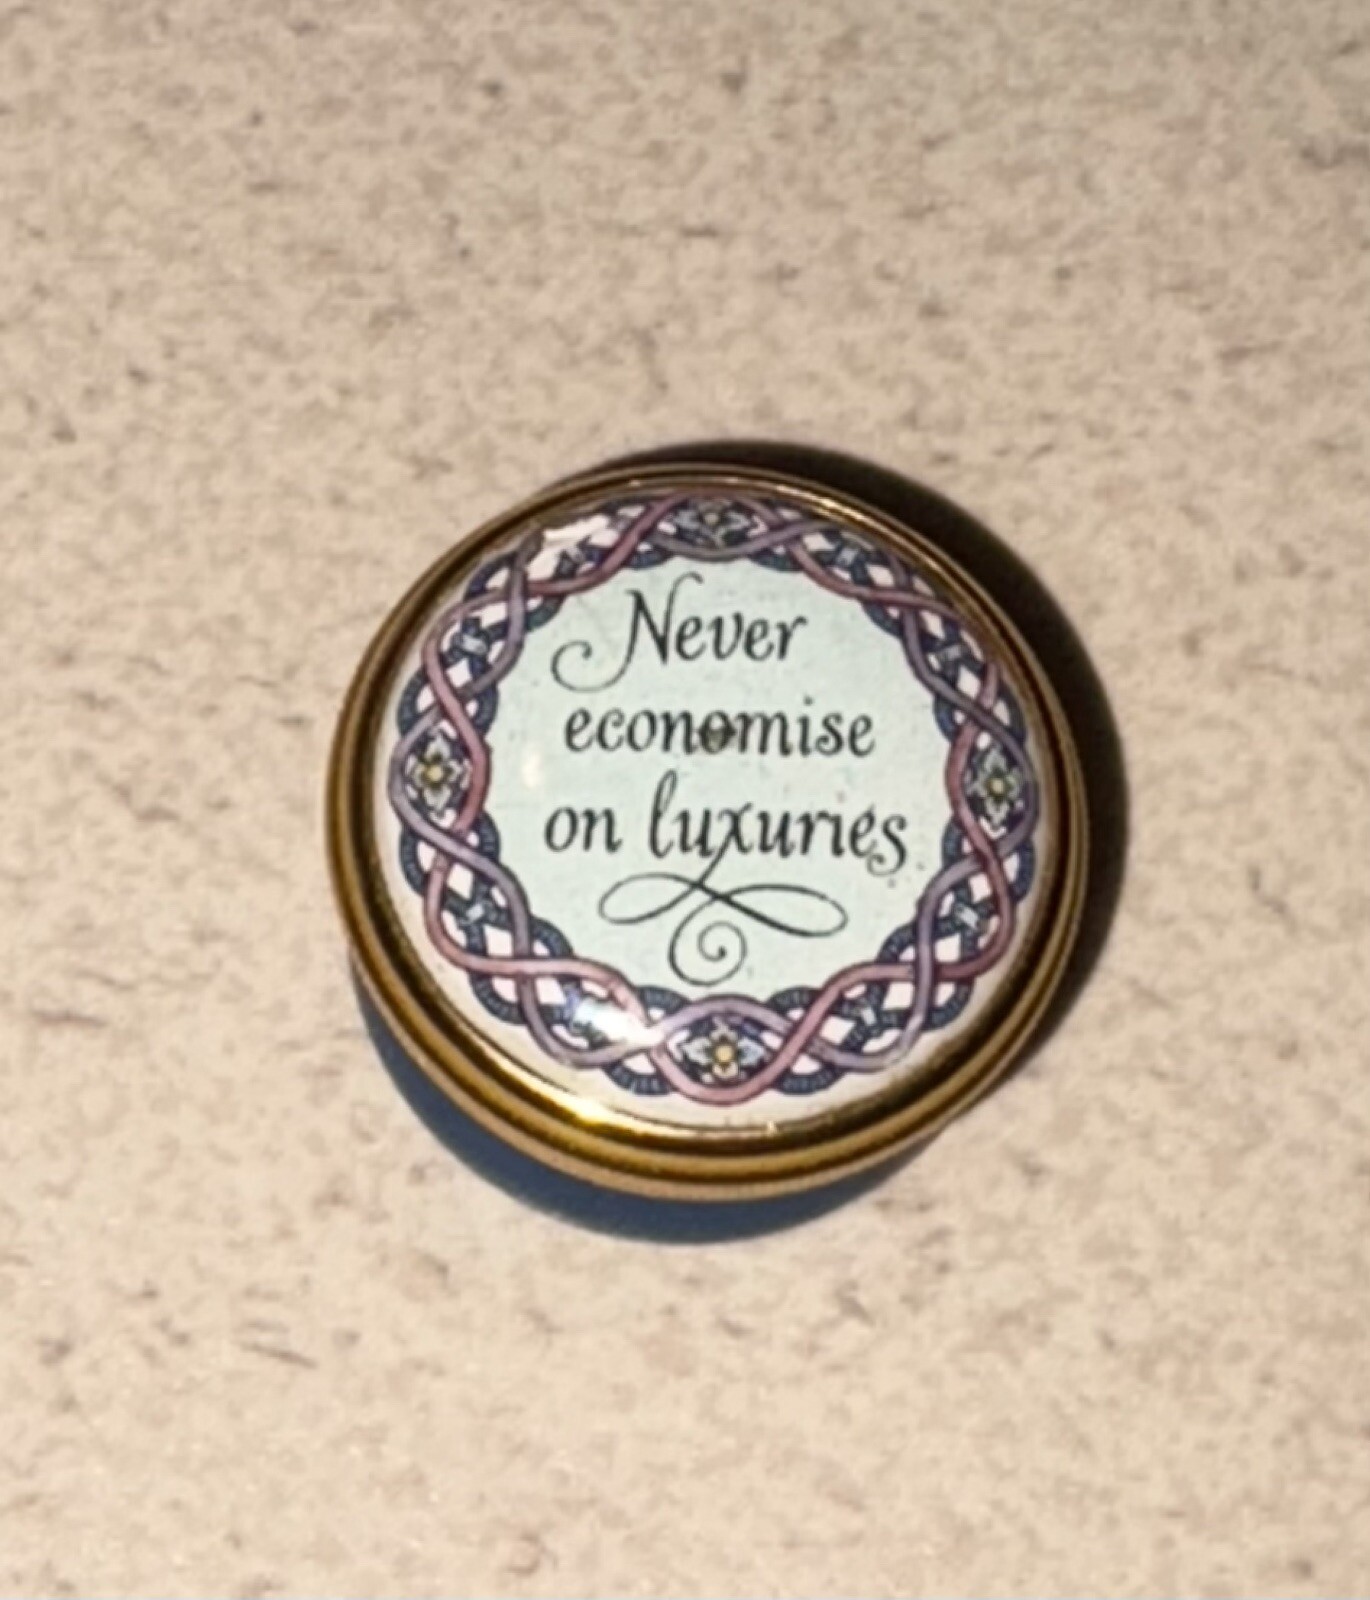 Never
economise
on luxuries